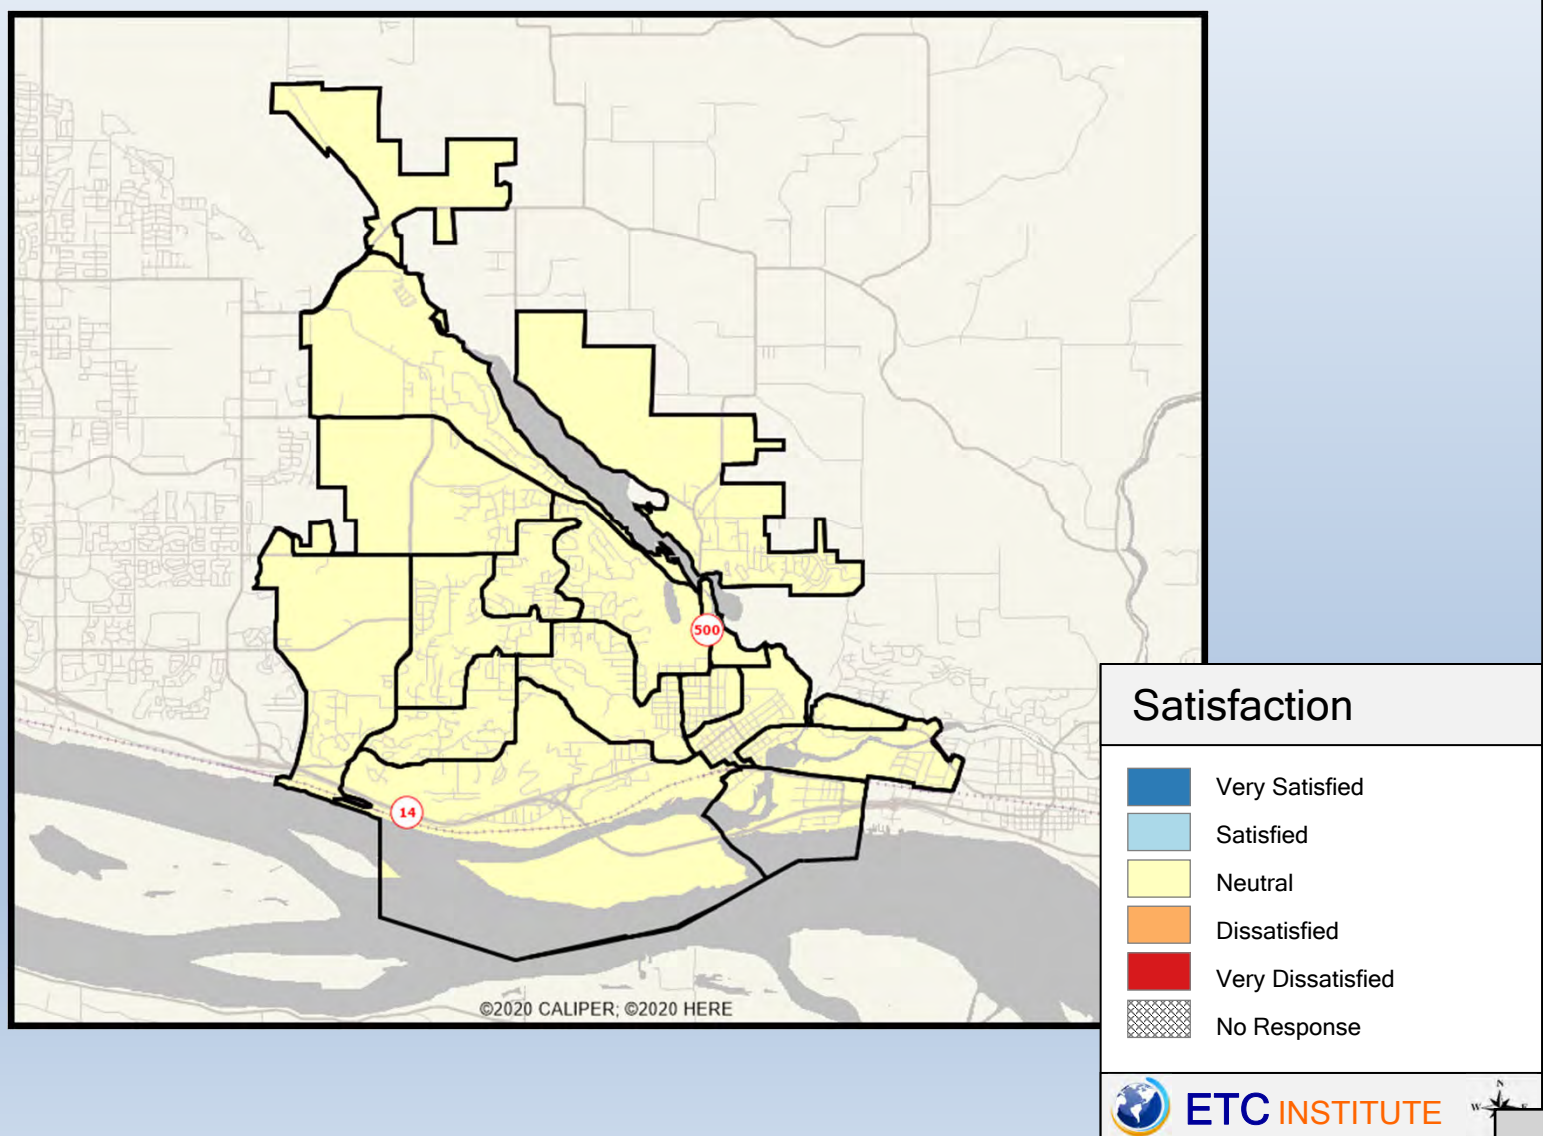 500
14
©2020 CALIPER; ©2020 HERE
Satisfaction
Very Satisfied
Satisfied
Neutral
Dissatisfied
Very Dissatisfied
No Response
ETC INSTITUTE
N
W
E